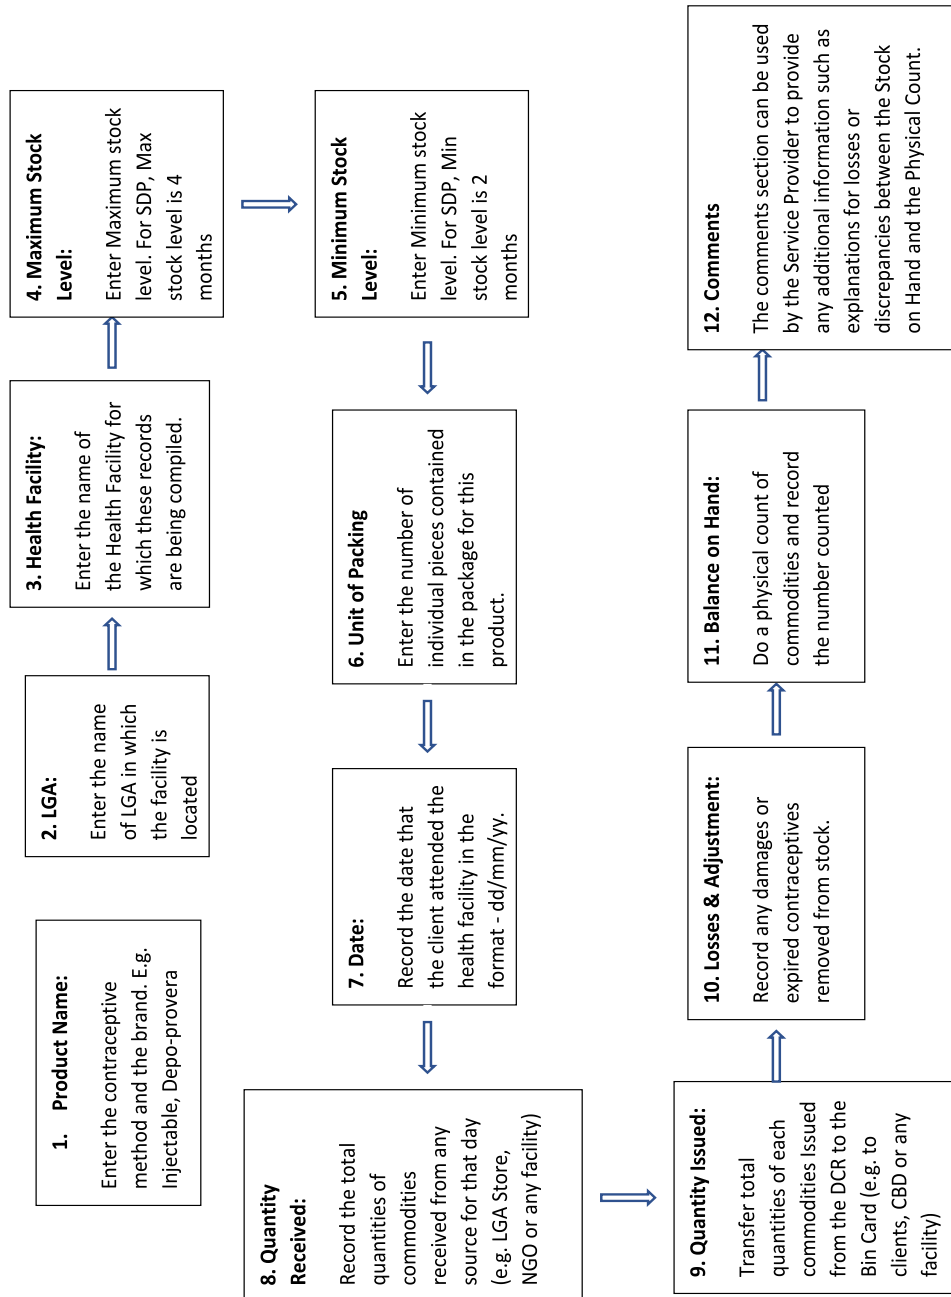 1. Product Name:
Enter the contraceptive
method and the brand. E.g.
Injectable, Depo-provera
2. LGA:
Enter the name
of LGA in which
the facility is
located
3. Health Facility:
Enter the name of
the Health Facility for
which these records
are being compiled.
4. Maximum Stock
Level:
Enter Maximum stock
level. For SDP, Max
stock level is 4
months
5. Minimum Stock
Level:
Enter Minimum stock
level. For SDP, Min
stock level is 2
months
6. Unit of Packing
Enter the number of
individual pieces contained
in the package for this
product.
7. Date:
Record the date that
the client attended the
health facility in the
format - dd/mm/yy.
8. Quantity
Received:
Record the total
quantities of
commodities
received from any
source for that day
(e.g. LGA Store,
NGO or any facility)
9. Quantity Issued:
Transfer total
quantities of each
commodities Issued
from the DCR to the
Bin Card (e.g. to
clients, CBD or any
facility)
10. Losses & Adjustment:
Record any damages or
expired contraceptives
removed from stock.
11. Balance on Hand:
Do a physical count of
commodities and record
the number counted
12. Comments
The comments section can be used
by the Service Provider to provide
any additional information such as
explanations for losses or
discrepancies between the Stock
on Hand and the Physical Count.